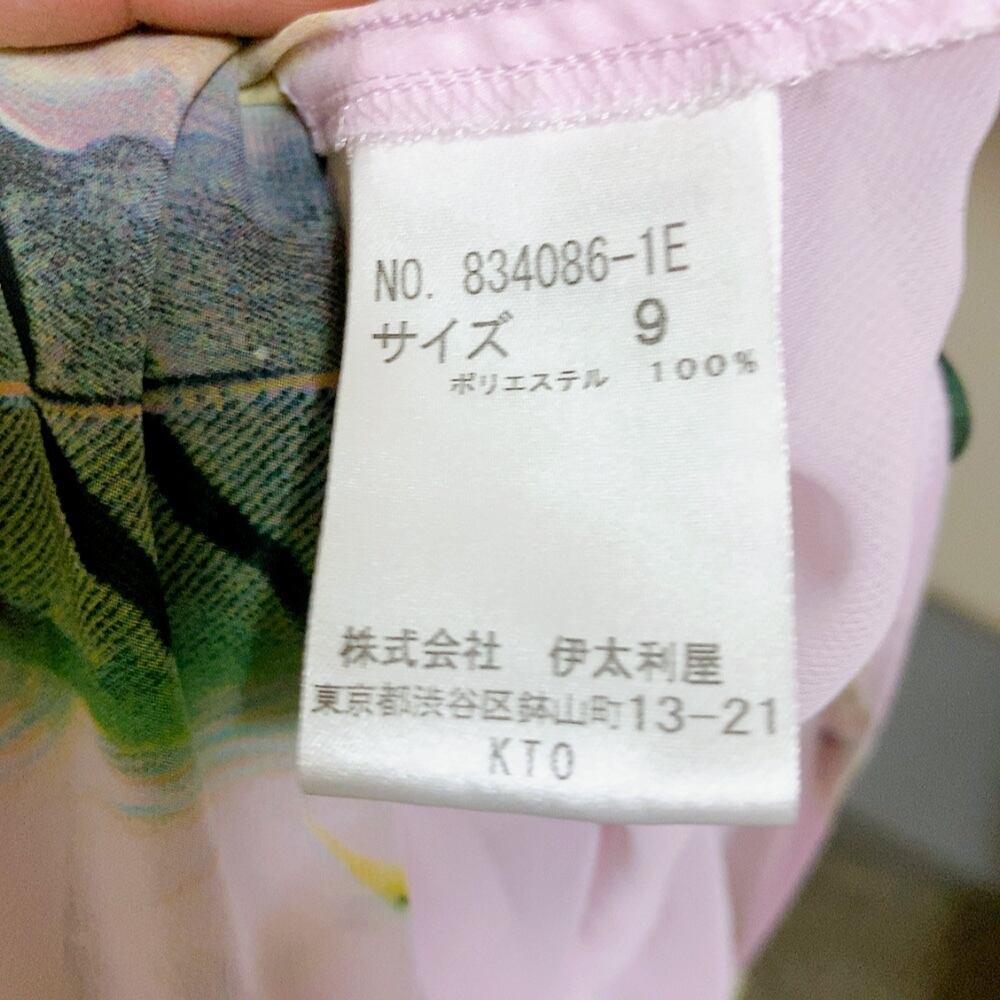 NO. 834086-1E
サイズ 9
ポリエステル 100%
株式会社 伊太利屋
東京都渋谷区鉢山町13-21
KTO